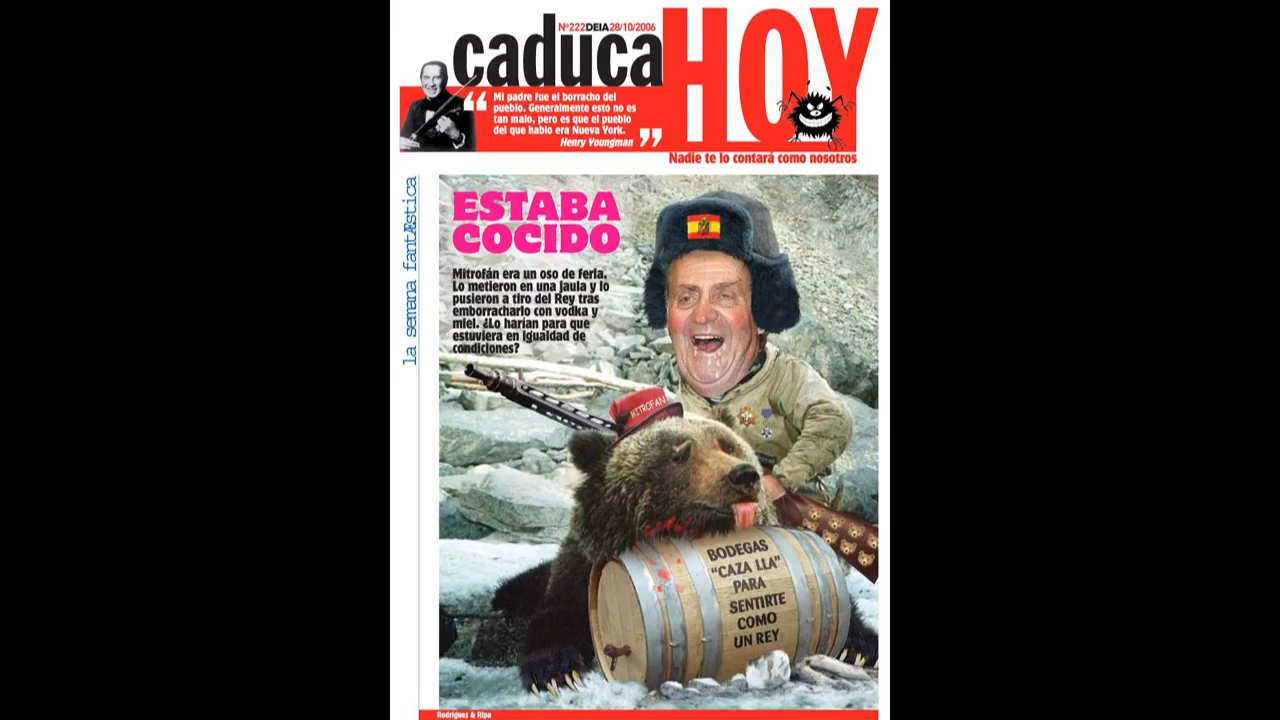 Nº222 DEIA 28/10/2006
caduca HOY
“ Mi padre fue el borracho del
pueblo. Generalmente esto no es
tan malo, pero es que el pueblo
del que hablo era Nueva York. ”
Henry Youngman
Nadie te lo contará como nosotros
la semana fantÆstica
ESTABA
COCIDO
Mitrofán era un oso de feria.
Lo metieron en una jaula y lo
pusieron a tiro del Rey tras
emborracharlo con vodka y
miel. ¿Lo harían para que
estuviera en igualdad de
condiciones?
MITROFAN
BODEGAS
“CAZA LLA”
PARA
SENTIRTE
COMO
UN REY
Rodríguez & Ripa